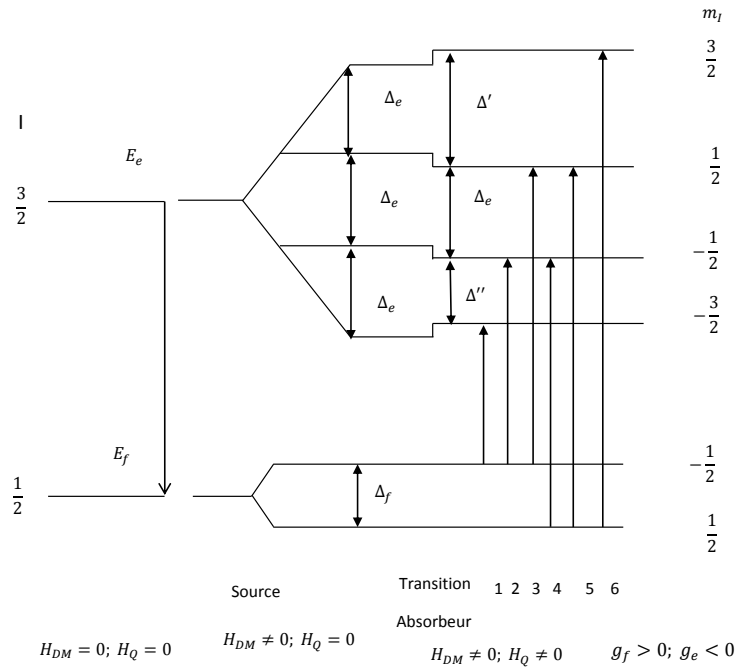 m_I
3/2
Δ_e
Δ'
I
E_e
1/2
3/2
Δ_e
Δ_e
-1/2
Δ_e
Δ''
-3/2
E_f
-1/2
1/2
Δ_f
1/2
Source
Transition 1 2 3 4 5 6
Absorbeur
H_DM = 0; H_Q = 0
H_DM ≠ 0; H_Q = 0
H_DM ≠ 0; H_Q ≠ 0
g_f > 0; g_e < 0